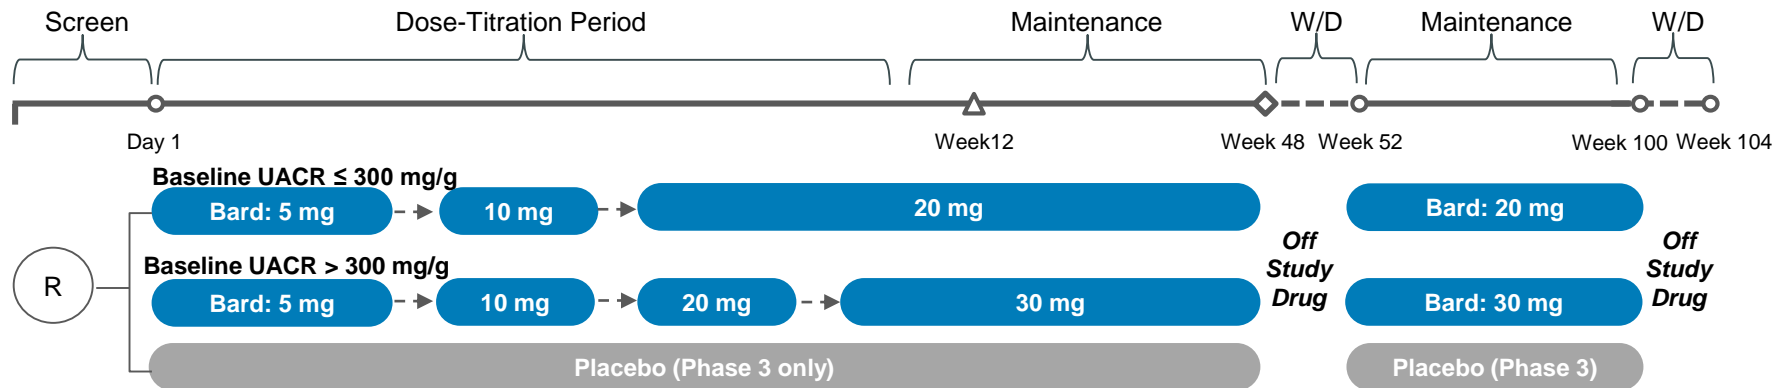 Screen
Dose-Titration Period
Maintenance
W/D
Maintenance
W/D
Day 1
Week12
Week 48
Week 52
Week 100
Week 104
Baseline UACR ≤ 300 mg/g
Bard: 5 mg
10 mg
20 mg
Bard: 20 mg
R
Baseline UACR > 300 mg/g
Bard: 5 mg
10 mg
20 mg
30 mg
Off
Study
Drug
Bard: 30 mg
Off
Study
Drug
Placebo (Phase 3 only)
Placebo (Phase 3)